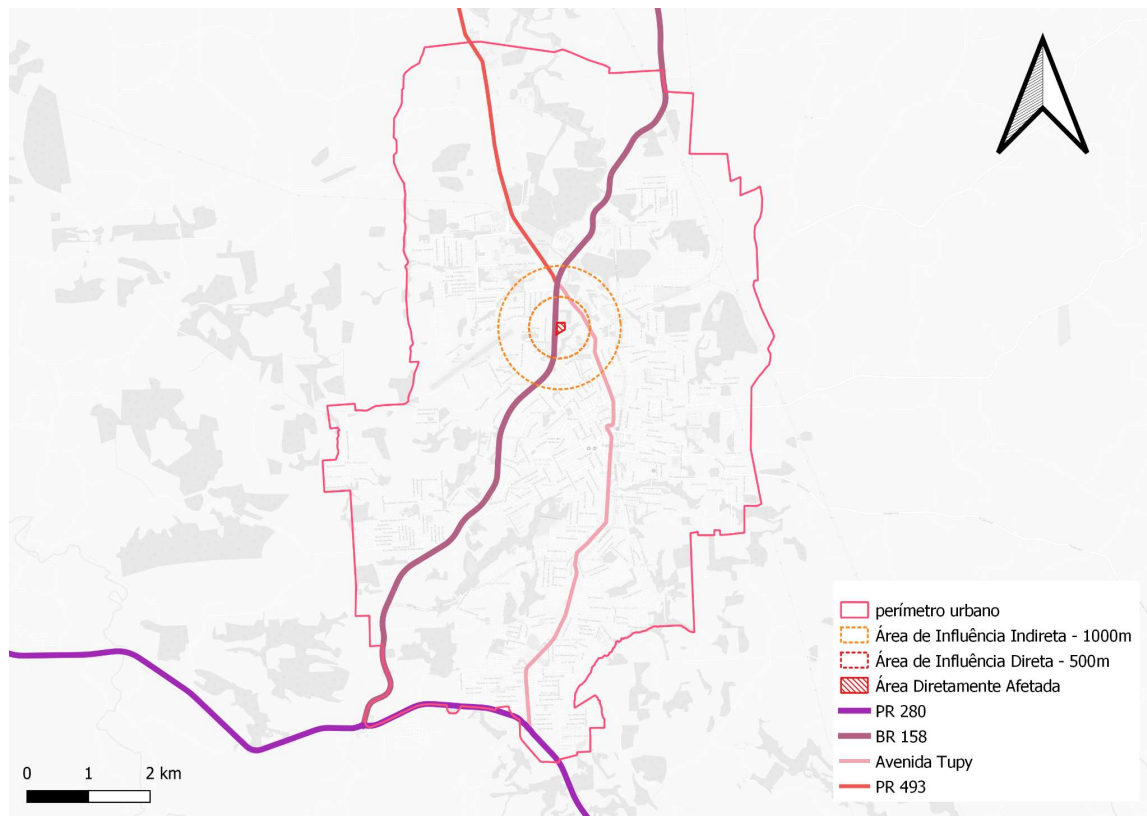 perímetro urbano
Área de Influência Indireta - 1000m
Área de Influência Direta - 500m
Área Diretamente Afetada
PR 280
BR 158
Avenida Tupy
PR 493
0 1 2 km